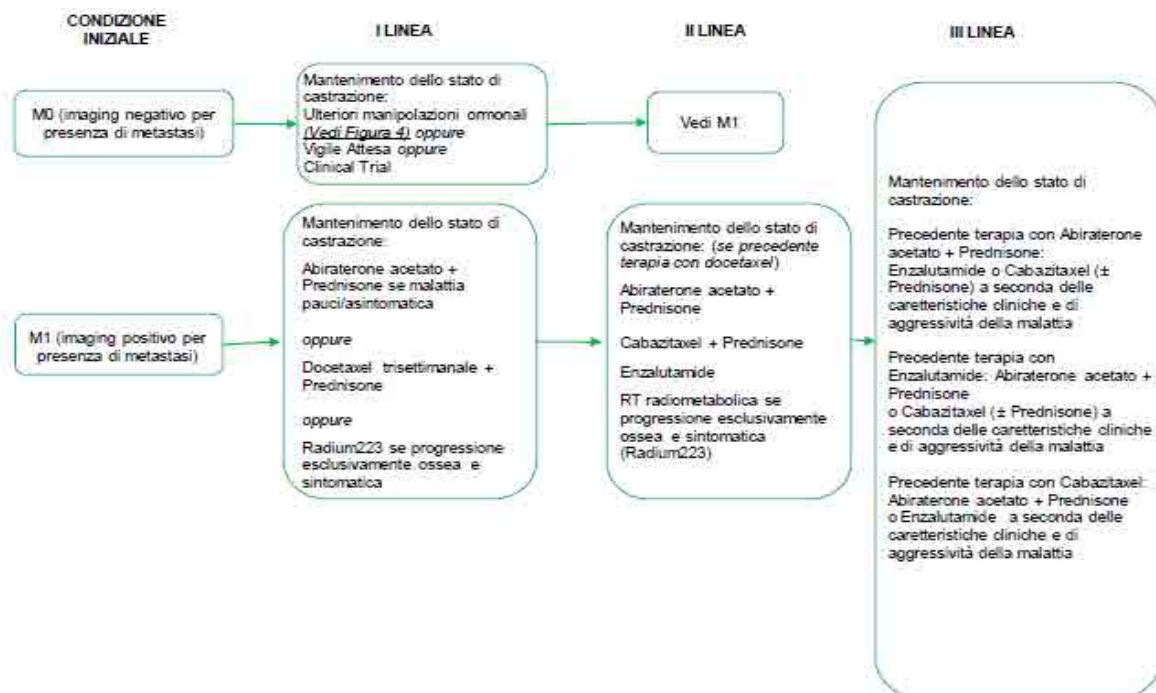 CONDIZIONE
INIZIALE
I LINEA
II LINEA
III LINEA
M0 (imaging negativo per
presenza di metastasi)
Mantenimento dello stato di
castrazione:
Ulteriori manipolazioni ormonali
(Vedi Figura 4) oppure
Vigile Attesa oppure
Clinical Trial
Vedi M1
M1 (imaging positivo per
presenza di metastasi)
Mantenimento dello stato di
castrazione:
Abiraterone acetato +
Prednisone se malattia
pauci/asintomatica
oppure
Docetaxel trisettimanale +
Prednisone
oppure
Radium223 se progressione
esclusivamente ossea e
sintomatica
Mantenimento dello stato di
castrazione: (se precedente
terapia con docetaxel)
Abiraterone acetato +
Prednisone
Cabazitaxel + Prednisone
Enzalutamide
RT radiometabolica se
progressione esclusivamente
ossea e sintomatica
(Radium223)
Mantenimento dello stato di
castrazione:
Precedente terapia con Abiraterone
acetato + Prednisone:
Enzalutamide o Cabazitaxel (±
Prednisone) a seconda delle
caretteristiche cliniche e di
aggressività della malattia
Precedente terapia con
Enzalutamide: Abiraterone acetato +
Prednisone
o Cabazitaxel (± Prednisone) a
seconda delle caretteristiche cliniche
e di aggressività della malattia
Precedente terapia con Cabazitaxel:
Abiraterone acetato + Prednisone
o Enzalutamide a seconda delle
caretteristiche cliniche e di
aggressività della malattia